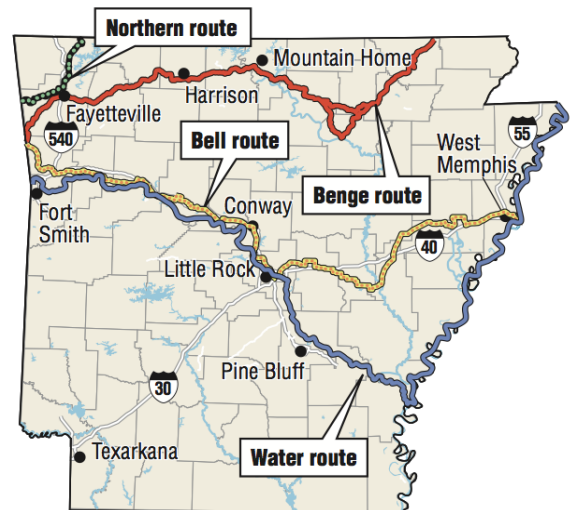 Northern route
Mountain Home
Harrison
Fayetteville
540
Bell route
West
Memphis
55
Benge route
Fort
Smith
Conway
40
Little Rock
Pine Bluff
30
Texarkana
Water route